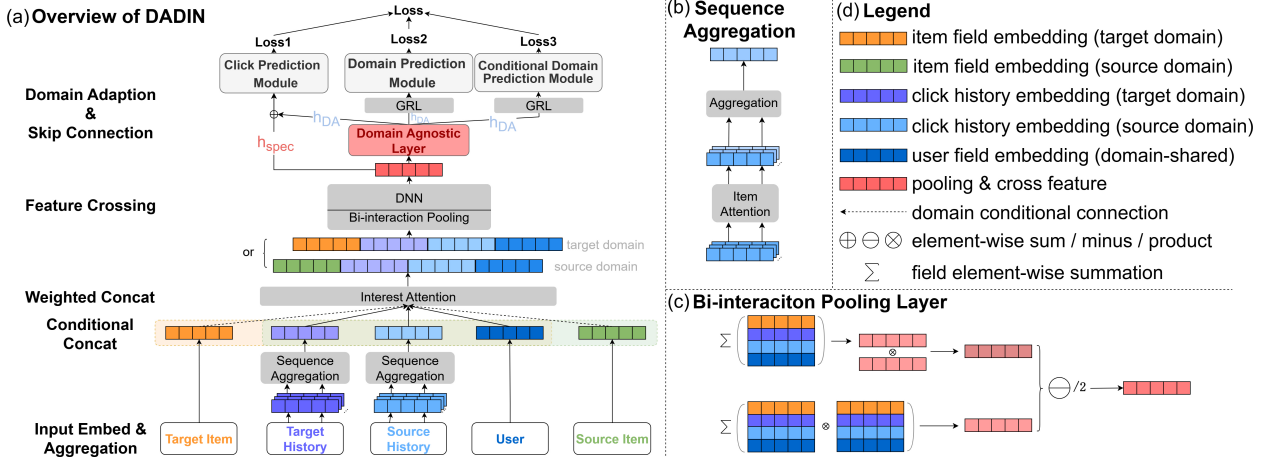 (a) Overview of DADIN
Loss
Loss1
Loss2
Loss3
Click Prediction
Module
Domain Prediction
Module
Conditional Domain
Prediction Module
Domain Adaption
&
Skip Connection
GRL
GRL
⊕
h_DA
h_DA
h_DA
h_spec
Domain Agnostic
Layer
Feature Crossing
DNN
Bi-interaction Pooling
or
target domain
source domain
Weighted Concat
Interest Attention
Conditional
Concat
Sequence
Aggregation
Sequence
Aggregation
Input Embed &
Aggregation
Target Item
Target
History
Source
History
User
Source Item
(b) Sequence
Aggregation
Aggregation
Item
Attention
(d) Legend
item field embedding (target domain)
item field embedding (source domain)
click history embedding (target domain)
click history embedding (source domain)
user field embedding (domain-shared)
pooling & cross feature
domain conditional connection
⊕ ⊖ ⊗ element-wise sum / minus / product
∑ field element-wise summation
(c) Bi-interaciton Pooling Layer
∑
⊗
⊖ /2
∑
⊗